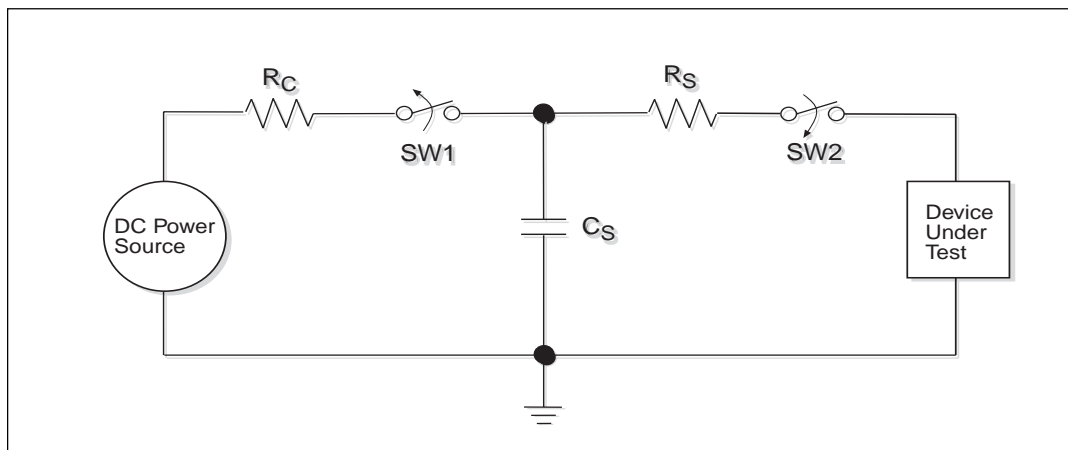 RC
RS
SW1
SW2
DC Power
Source
CS
Device
Under
Test